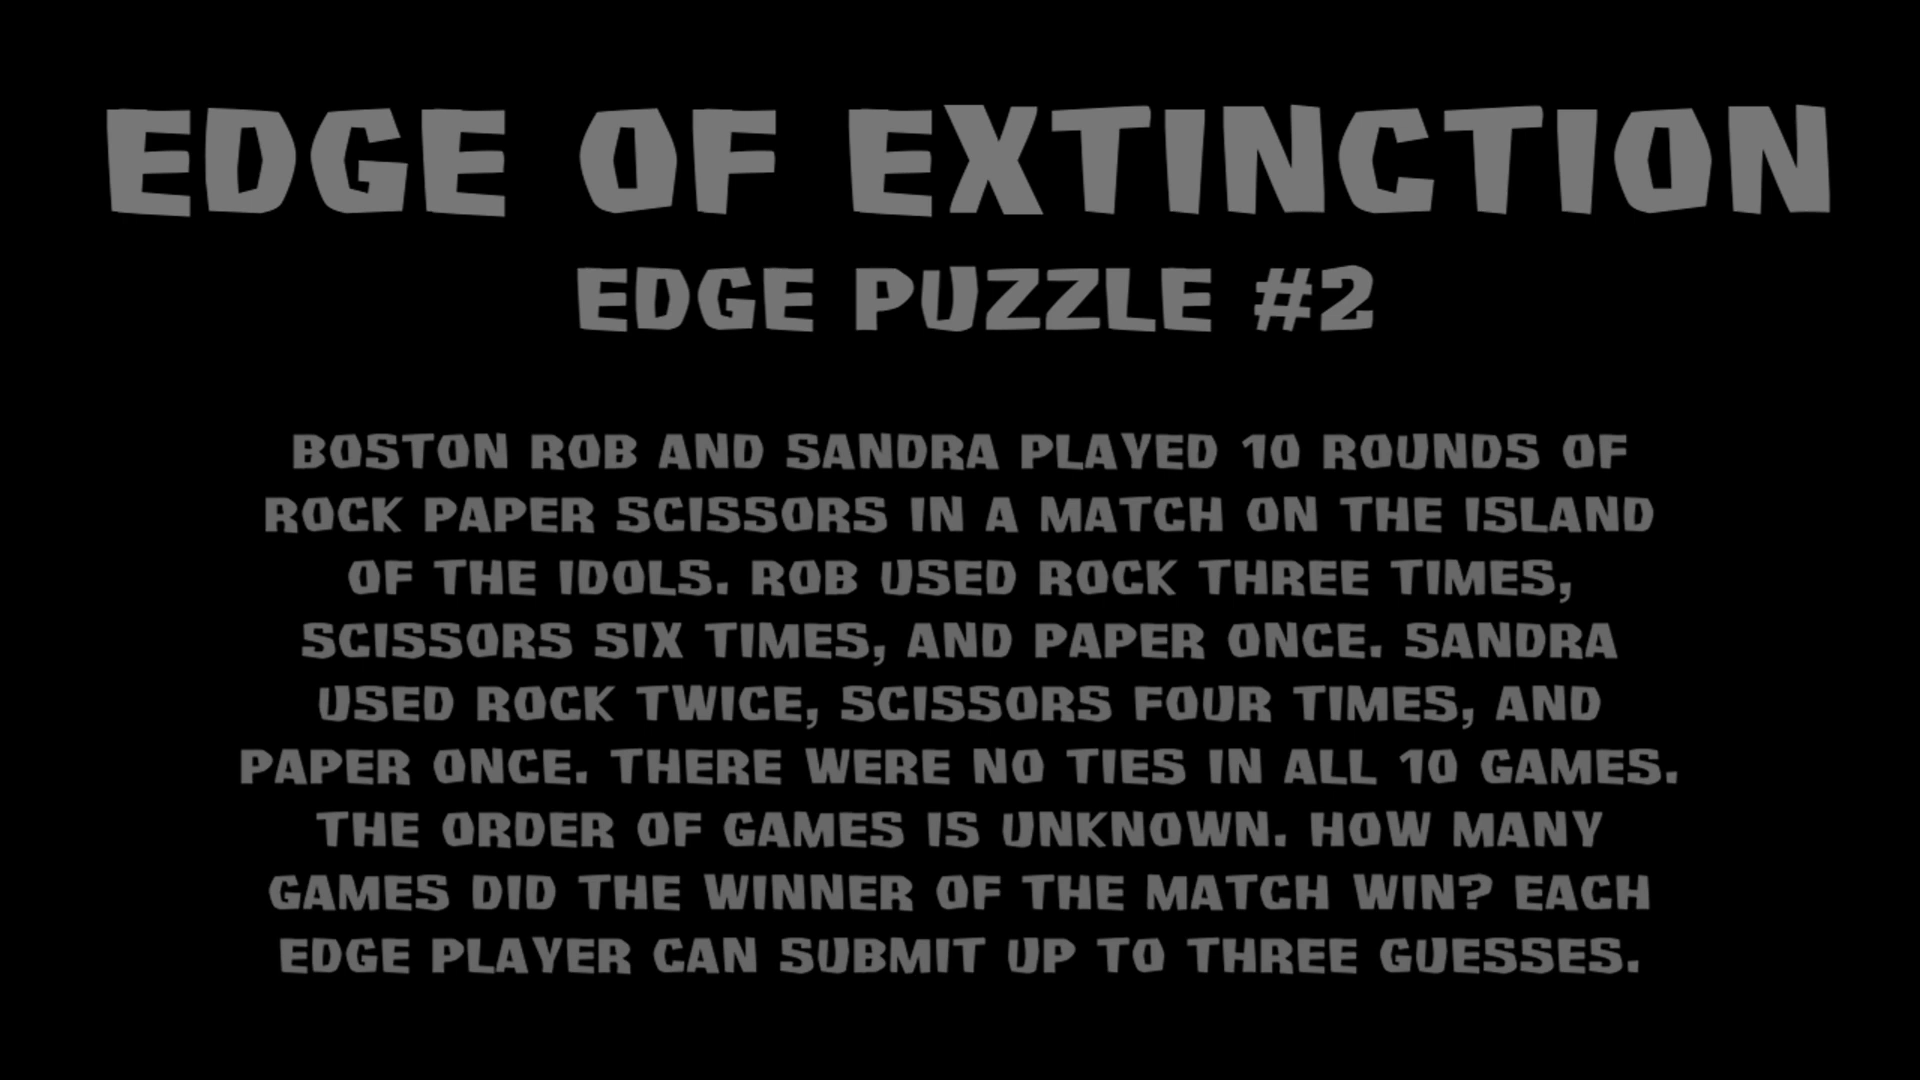 EDGE OF EXTINCTION
EDGE PUZZLE #2
BOSTON ROB AND SANDRA PLAYED 10 ROUNDS OF
ROCK PAPER SCISSORS IN A MATCH ON THE ISLAND
OF THE IDOLS. ROB USED ROCK THREE TIMES,
SCISSORS SIX TIMES, AND PAPER ONCE. SANDRA
USED ROCK TWICE, SCISSORS FOUR TIMES, AND
PAPER ONCE. THERE WERE NO TIES IN ALL 10 GAMES.
THE ORDER OF GAMES IS UNKNOWN. HOW MANY
GAMES DID THE WINNER OF THE MATCH WIN? EACH
EDGE PLAYER CAN SUBMIT UP TO THREE GUESSES.